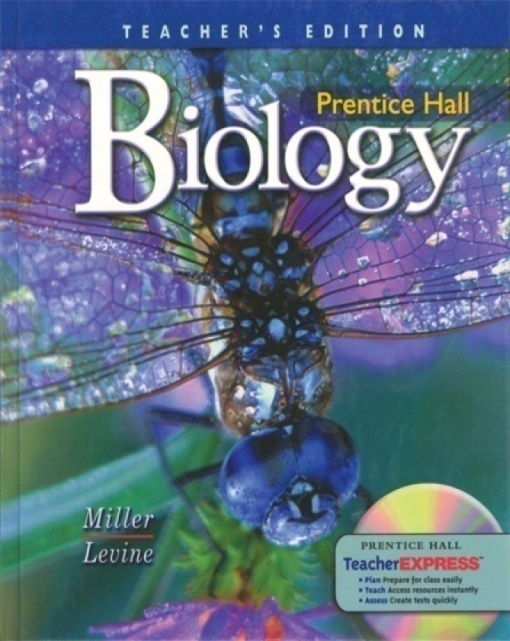 TEACHER'S EDITION
Prentice Hall
Biology
Miller
Levine
PRENTICE HALL
TeacherEXPRESS™
• Plan Prepare for class easily
• Teach Access resources instantly
• Assess Create tests quickly